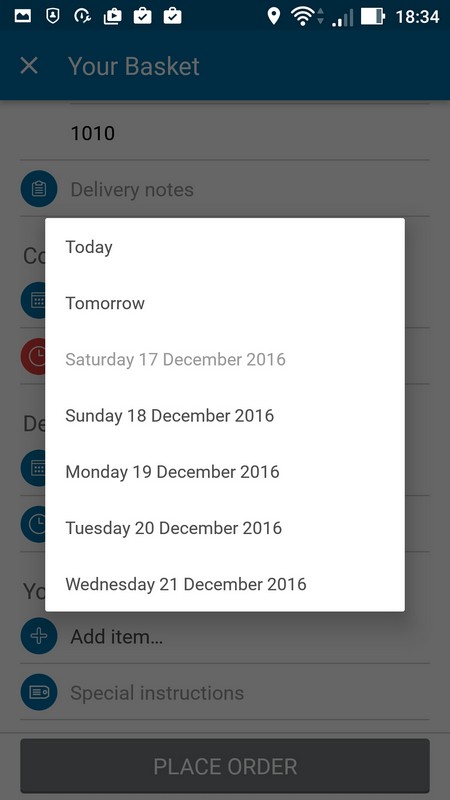 18:34
Your Basket
1010
Delivery notes
Co
Today
Tomorrow
Saturday 17 December 2016
Sunday 18 December 2016
De
Monday 19 December 2016
Tuesday 20 December 2016
Wednesday 21 December 2016
Yo
Add item...
Special instructions
PLACE ORDER